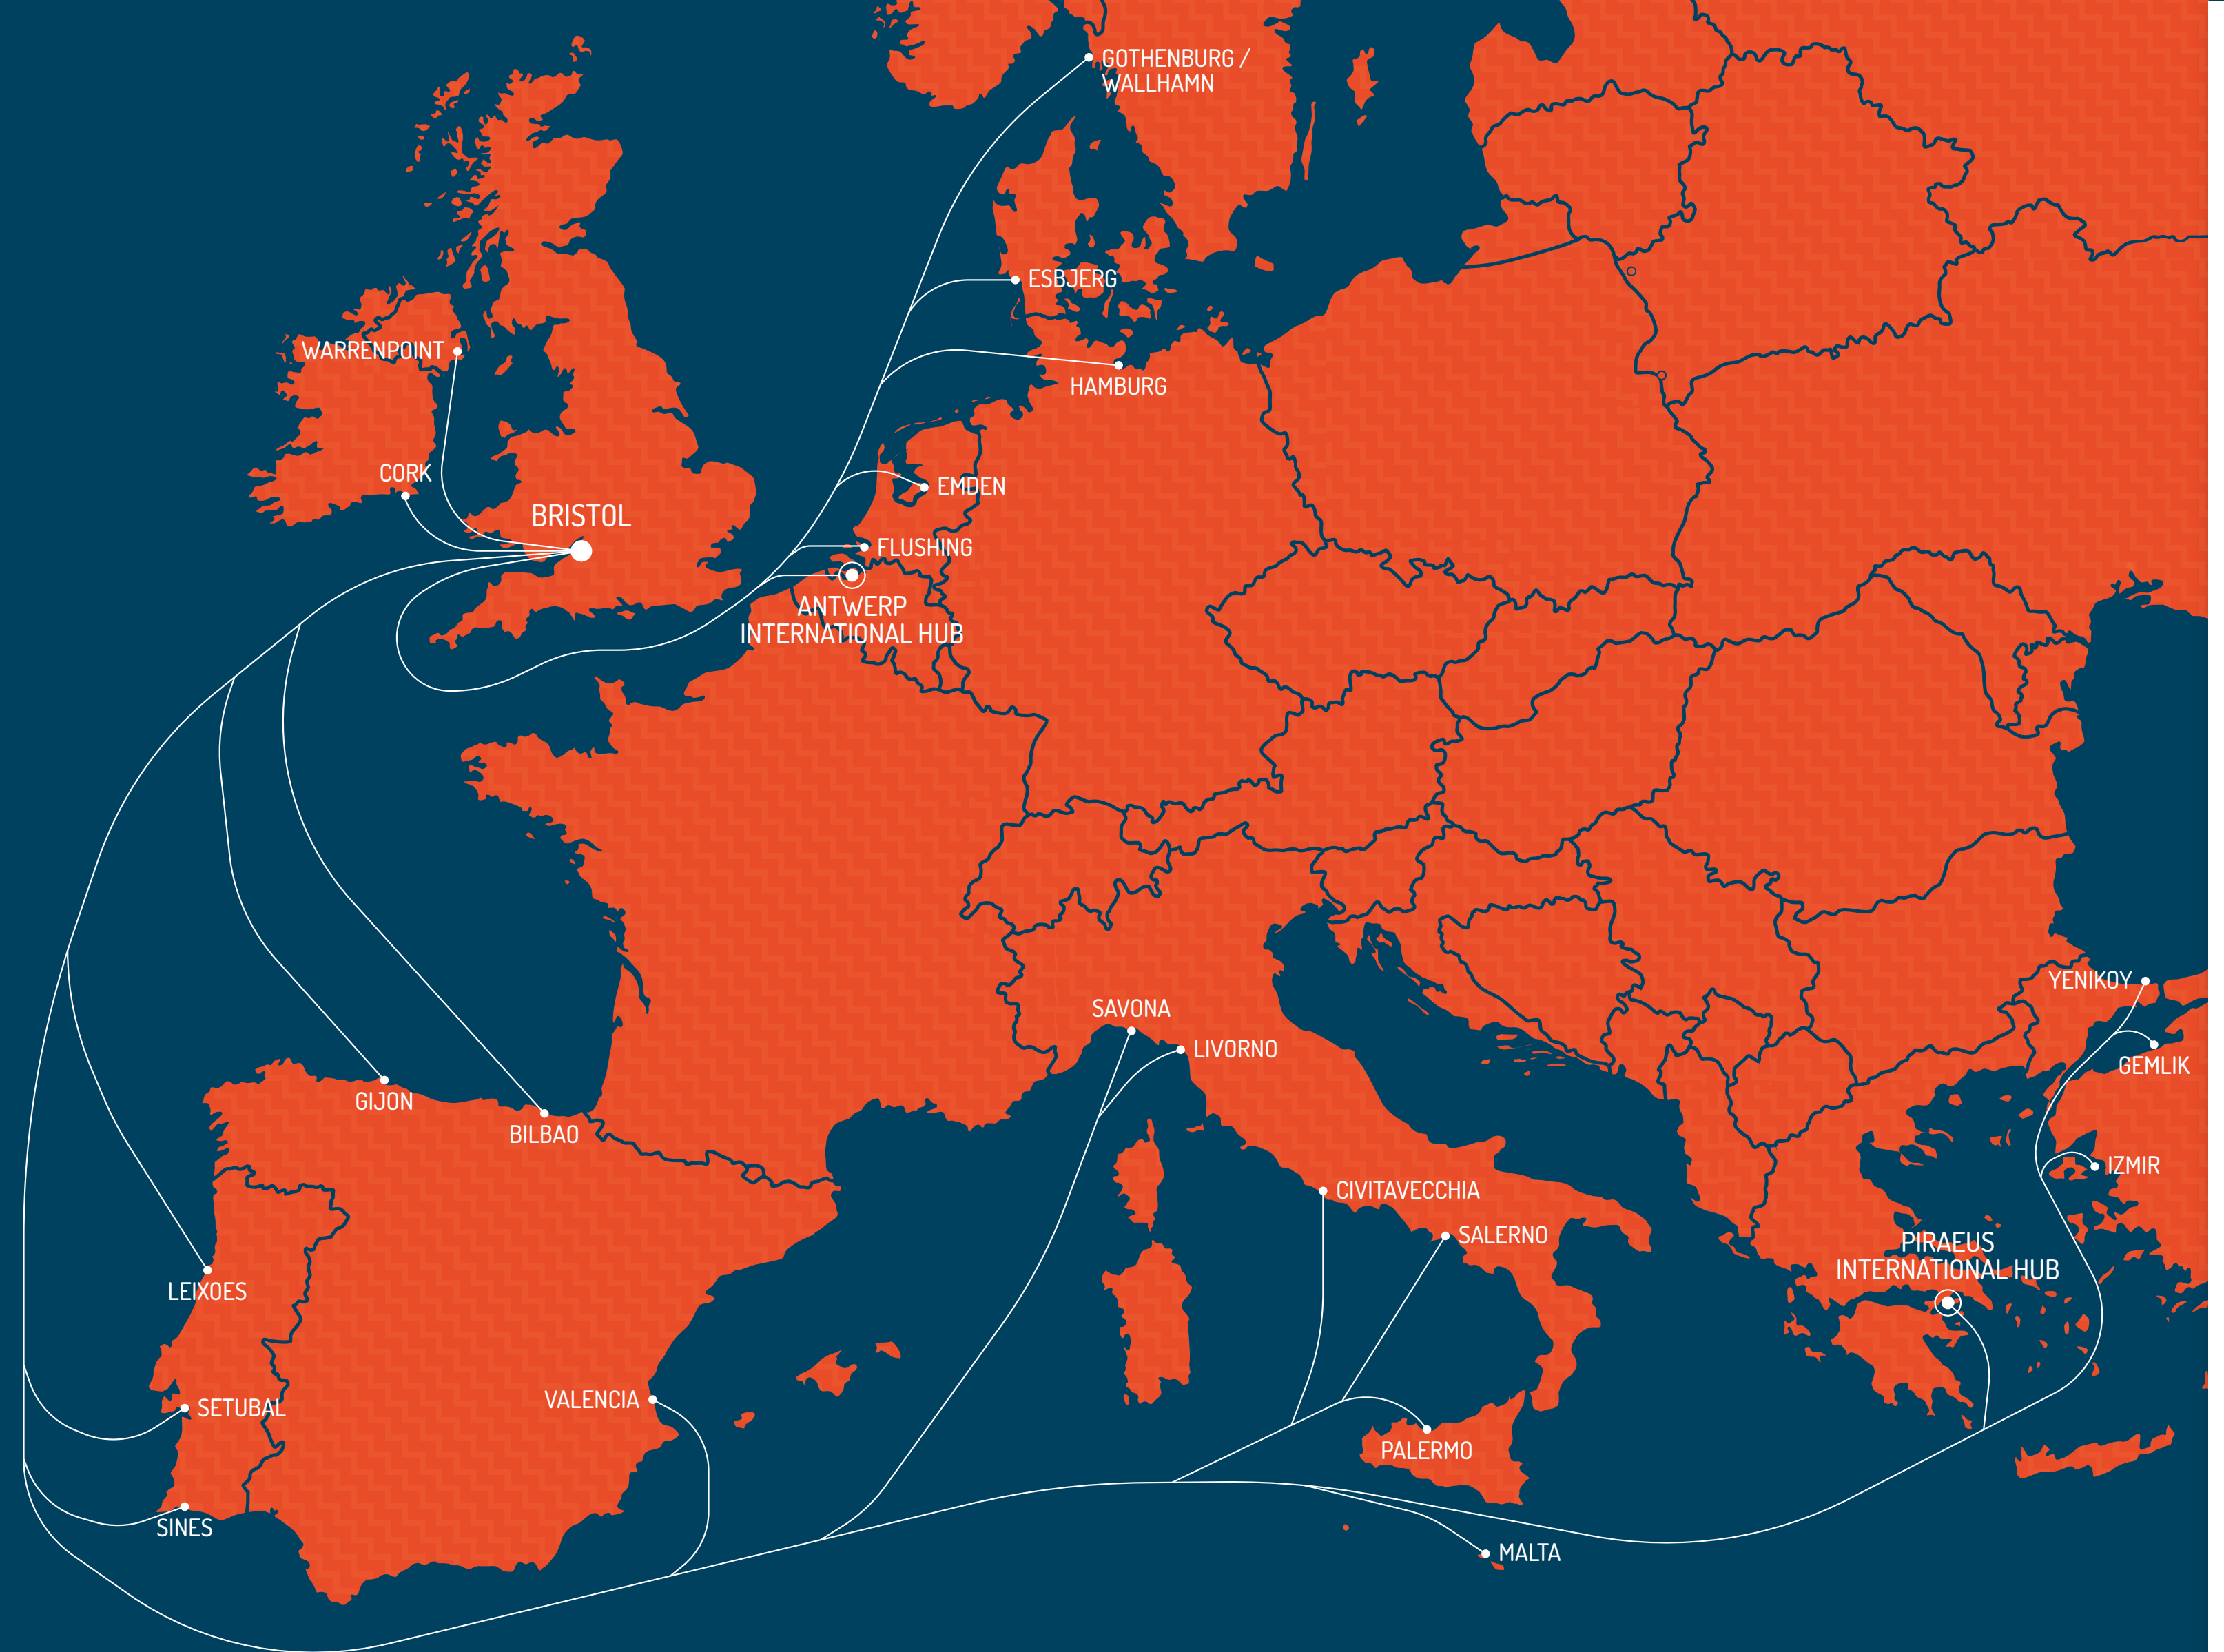 GOTHENBURG /
WALLHAMN
ESBJERG
WARRENPOINT
HAMBURG
CORK
EMDEN
BRISTOL
FLUSHING
ANTWERP
INTERNATIONAL HUB
YENIKOY
SAVONA
LIVORNO
GEMLIK
GIJON
BILBAO
IZMIR
CIVITAVECCHIA
SALERNO
PIRAEUS
INTERNATIONAL HUB
LEIXOES
VALENCIA
SETUBAL
PALERMO
SINES
MALTA